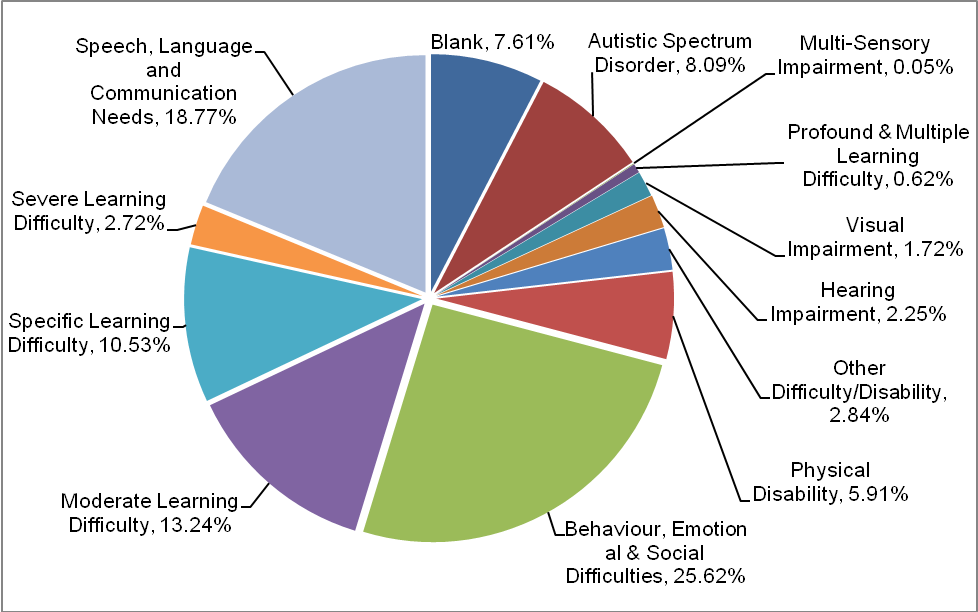 Blank, 7.61%
Autistic Spectrum
Disorder, 8.09%
Multi-Sensory
Impairment, 0.05%
Profound & Multiple
Learning
Difficulty, 0.62%
Visual
Impairment, 1.72%
Hearing
Impairment, 2.25%
Other
Difficulty/Disability,
2.84%
Physical
Disability, 5.91%
Behaviour, Emotion
al & Social
Difficulties, 25.62%
Moderate Learning
Difficulty, 13.24%
Specific Learning
Difficulty, 10.53%
Severe Learning
Difficulty, 2.72%
Speech, Language
and
Communication
Needs, 18.77%